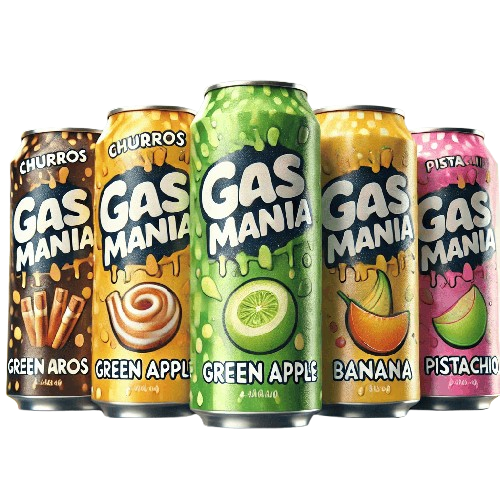 CHURROS
GAS
MANIA
GREEN AROS
CHURROS
GAS
MANIA
GREEN APPLE
GAS
MANIA
GREEN APPLE
GAS
MANIA
BANANA
GAS
MANIA
PISTACHIO